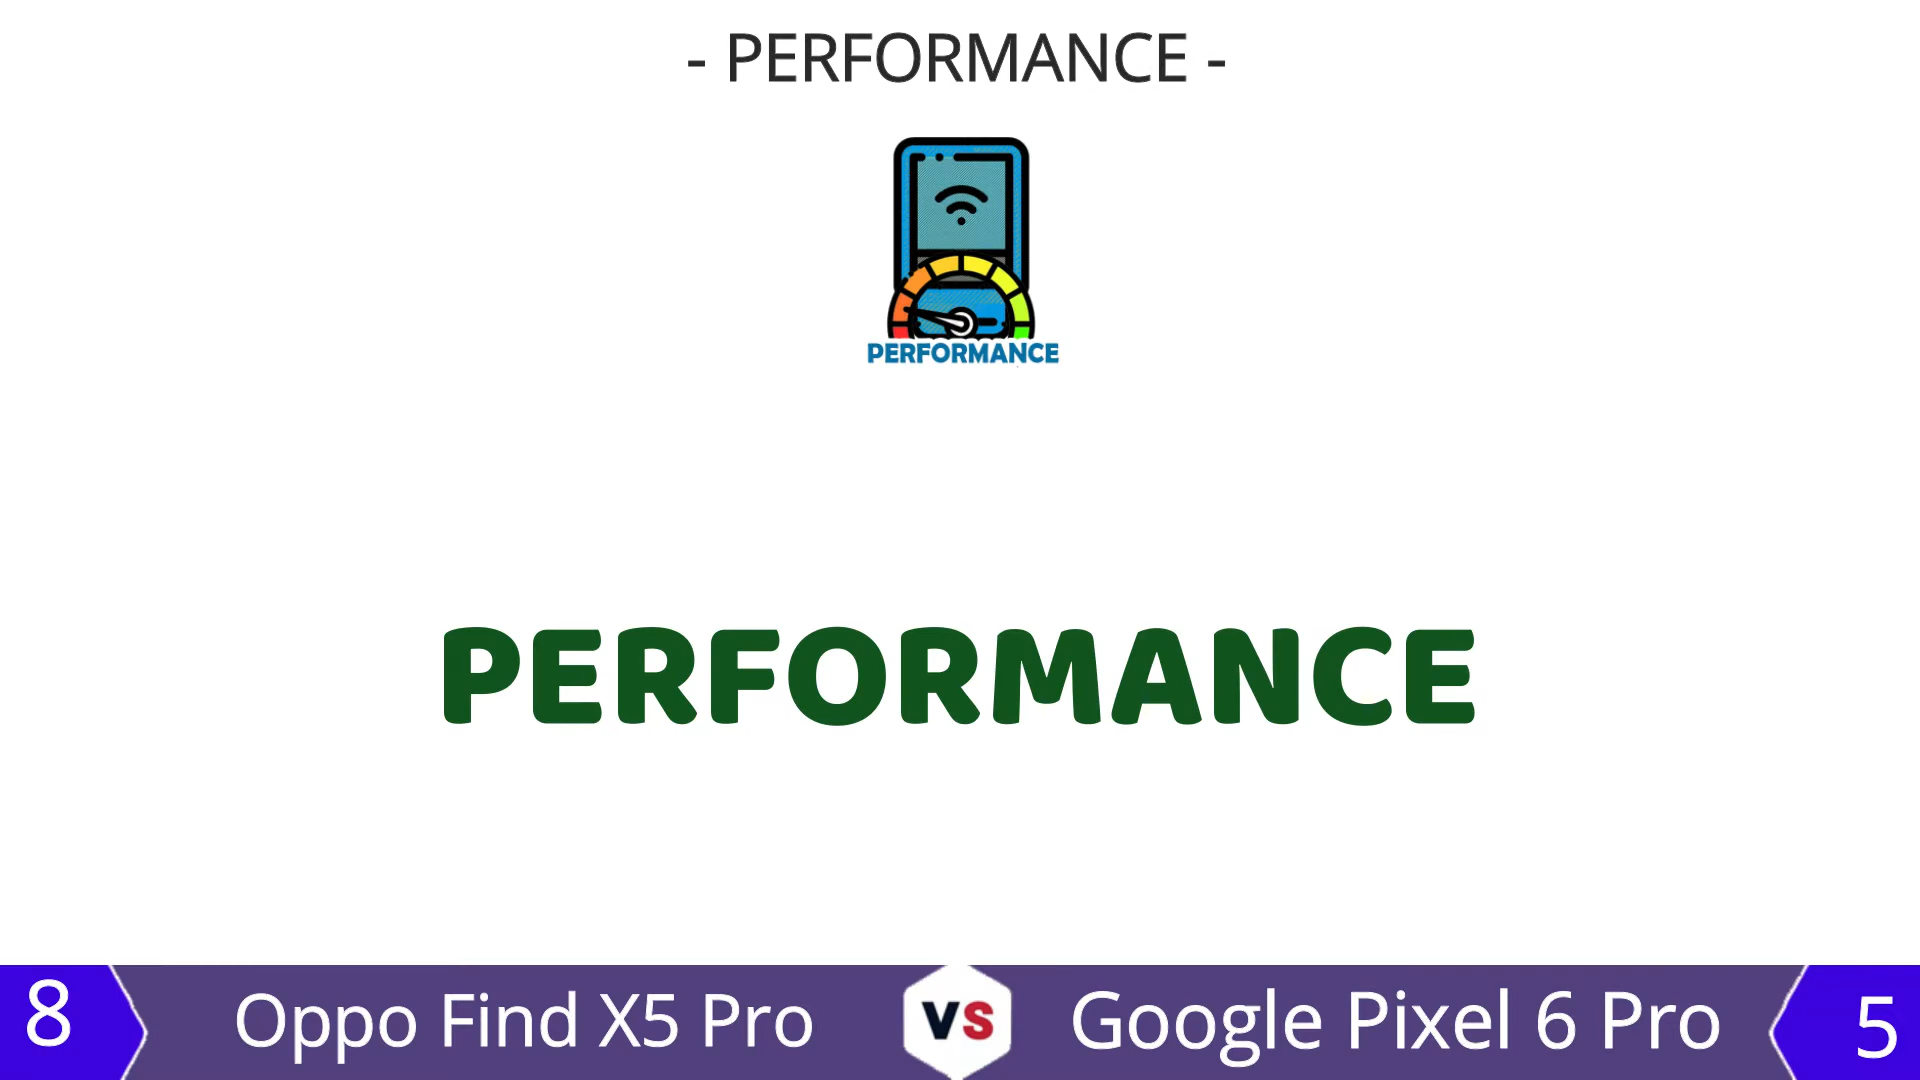 - PERFORMANCE -
PERFORMANCE
PERFORMANCE
8 Oppo Find X5 Pro VS Google Pixel 6 Pro 5